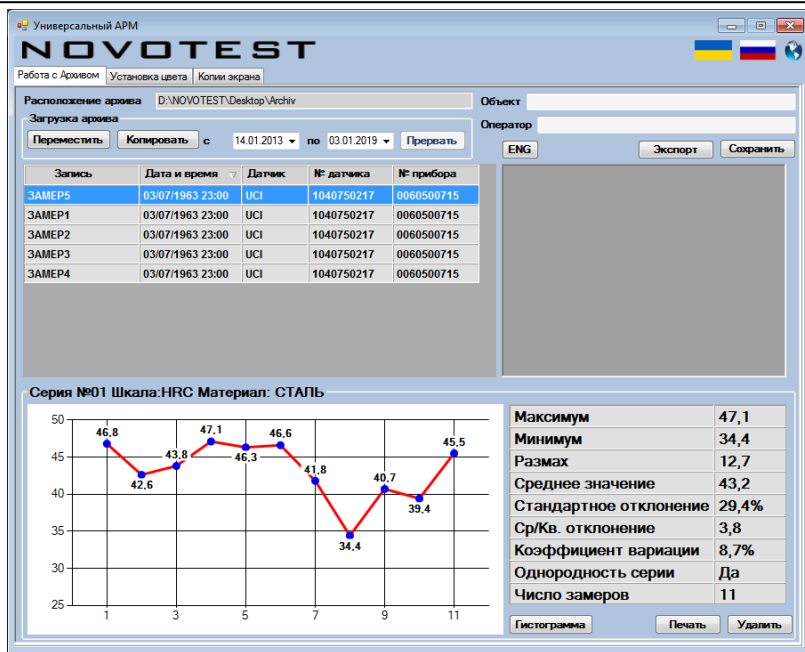 Универсальный АРМ
NOVOTEST
Работа с Архивом Установка цвета Копии экрана
Расположение архива D:\NOVOTEST\Desktop\Archiv Объект
Загрузка архива Оператор
Переместить Копировать с 14.01.2013 по 03.01.2019 Прервать
ENG Экспорт Сохранить
Запись Дата и время Датчик № датчика № прибора
ЗАМЕР5 03/07/1963 23:00 UCI 1040750217 0060500715
ЗАМЕР1 03/07/1963 23:00 UCI 1040750217 0060500715
ЗАМЕР2 03/07/1963 23:00 UCI 1040750217 0060500715
ЗАМЕР3 03/07/1963 23:00 UCI 1040750217 0060500715
ЗАМЕР4 03/07/1963 23:00 UCI 1040750217 0060500715
Серия №01 Шкала:HRC Материал: СТАЛЬ
50
45
40
35
30
25
46,8 42,6 43,8 47,1 46,3 46,6 41,8 34,4 40,7 39,4 45,5
1 3 5 7 9 11
Максимум 47,1
Минимум 34,4
Размах 12,7
Среднее значение 43,2
Стандартное отклонение 29,4%
Ср/Кв. отклонение 3,8
Коэффициент вариации 8,7%
Однородность серии Да
Число замеров 11
Гистограмма Печать Удалить